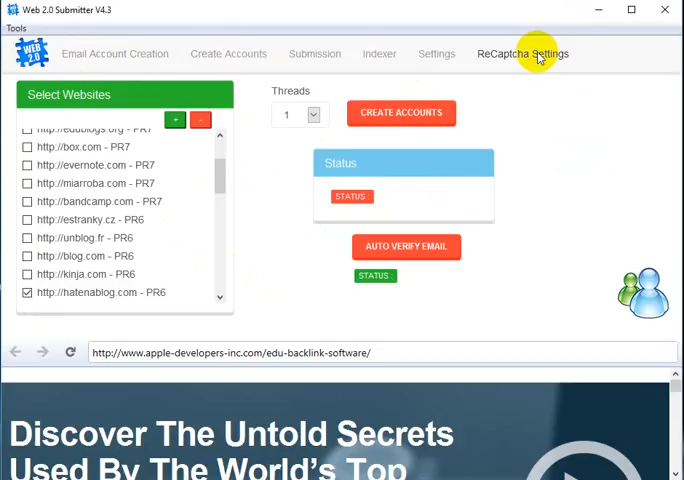 Web 2.0 Submitter V4.3
Tools
WEB 2.0
Email Account Creation
Create Accounts
Submission
Indexer
Settings
ReCaptcha Settings
Select Websites
+ -
http://edublogs.org - PR7
http://box.com - PR7
http://evernote.com - PR7
http://miarroba.com - PR7
http://bandcamp.com - PR7
http://estranky.cz - PR6
http://unblog.fr - PR6
http://blog.com - PR6
http://kinja.com - PR6
http://hatenablog.com - PR6
Threads
1
CREATE ACCOUNTS
Status
STATUS :
AUTO VERIFY EMAIL
STATUS :
http://www.apple-developers-inc.com/edu-backlink-software/
Discover The Untold Secrets
Used By The World's Top